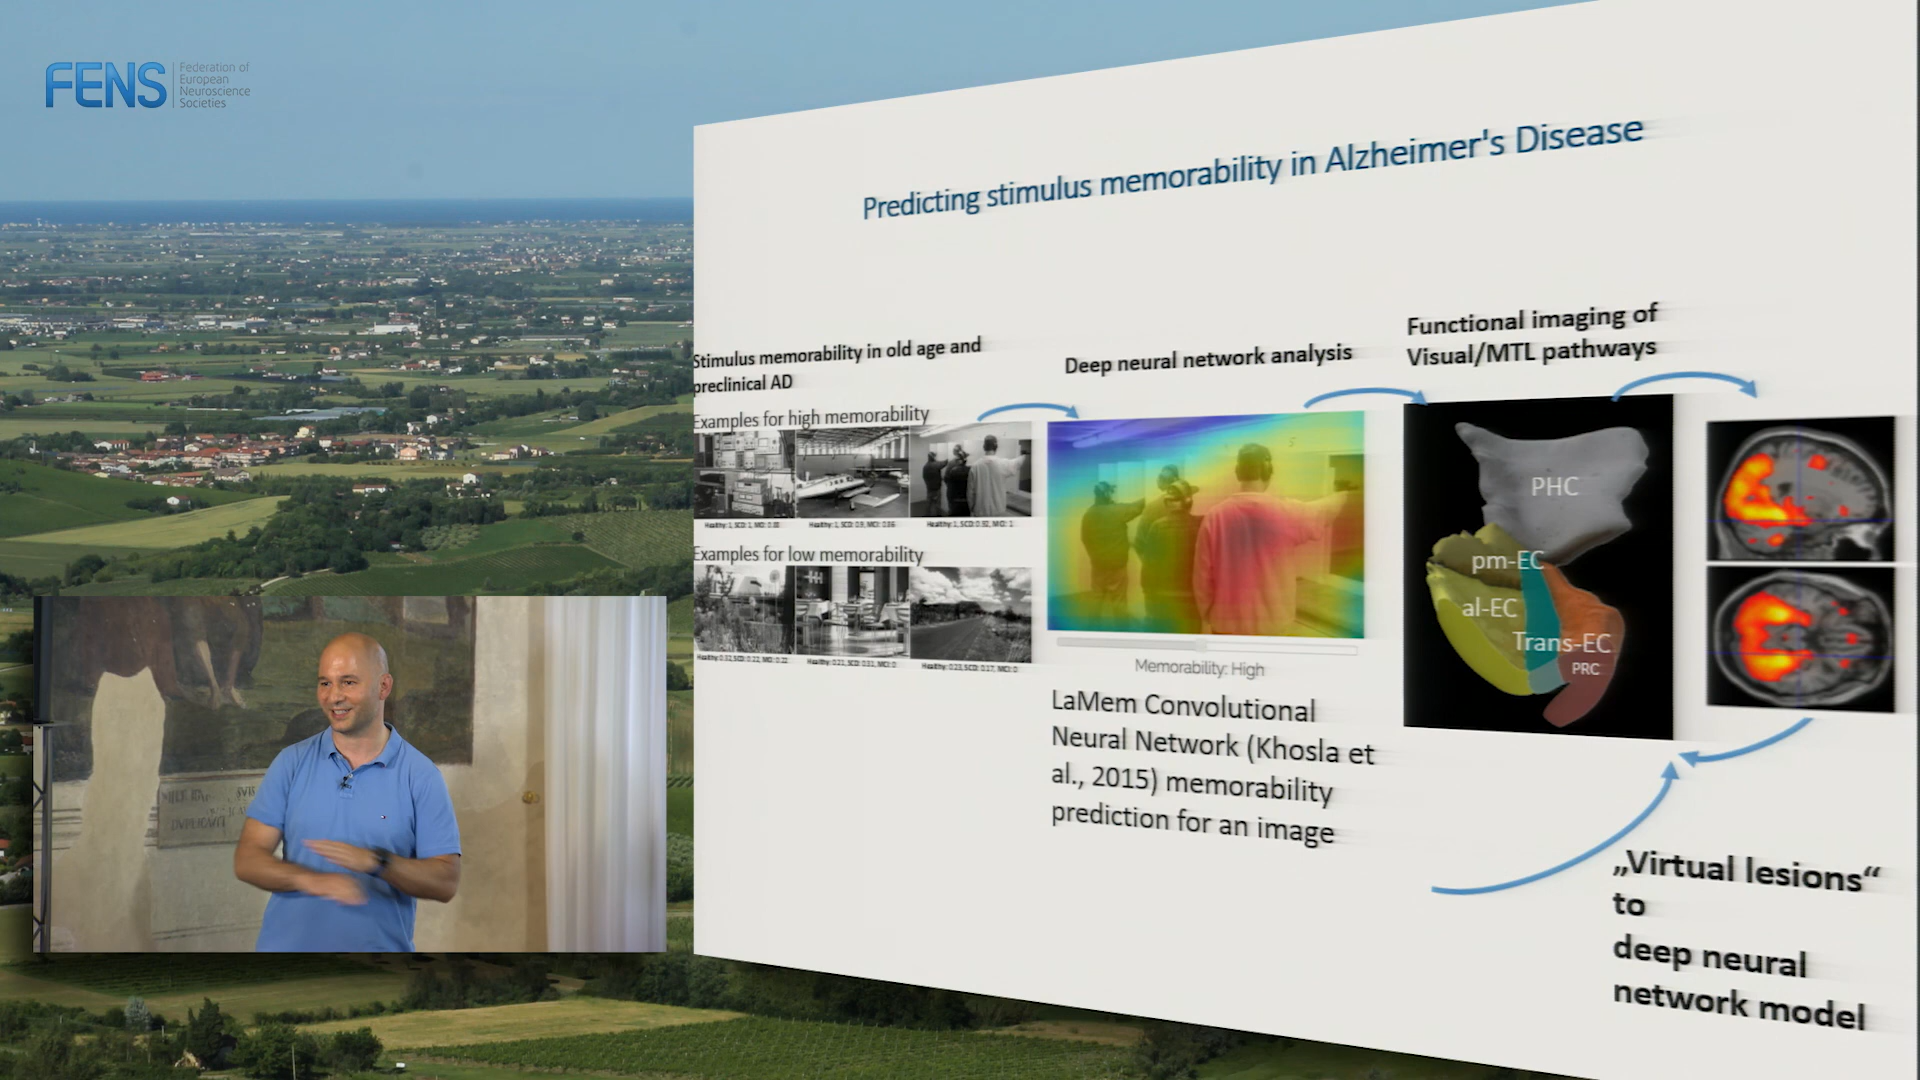 FENS
Federation of
European
Neuroscience
Societies
Predicting stimulus memorability in Alzheimer's Disease
Stimulus memorability in old age and
preclinical AD
Examples for high memorability
Examples for low memorability
Deep neural network analysis
Memorability: High
LaMem Convolutional
Neural Network (Khosla et
al., 2015) memorability
prediction for an image
Functional imaging of
Visual/MTL pathways
PHC
pm-EC
al-EC
Trans-EC
PRC
„Virtual lesions“
to
deep neural
network model